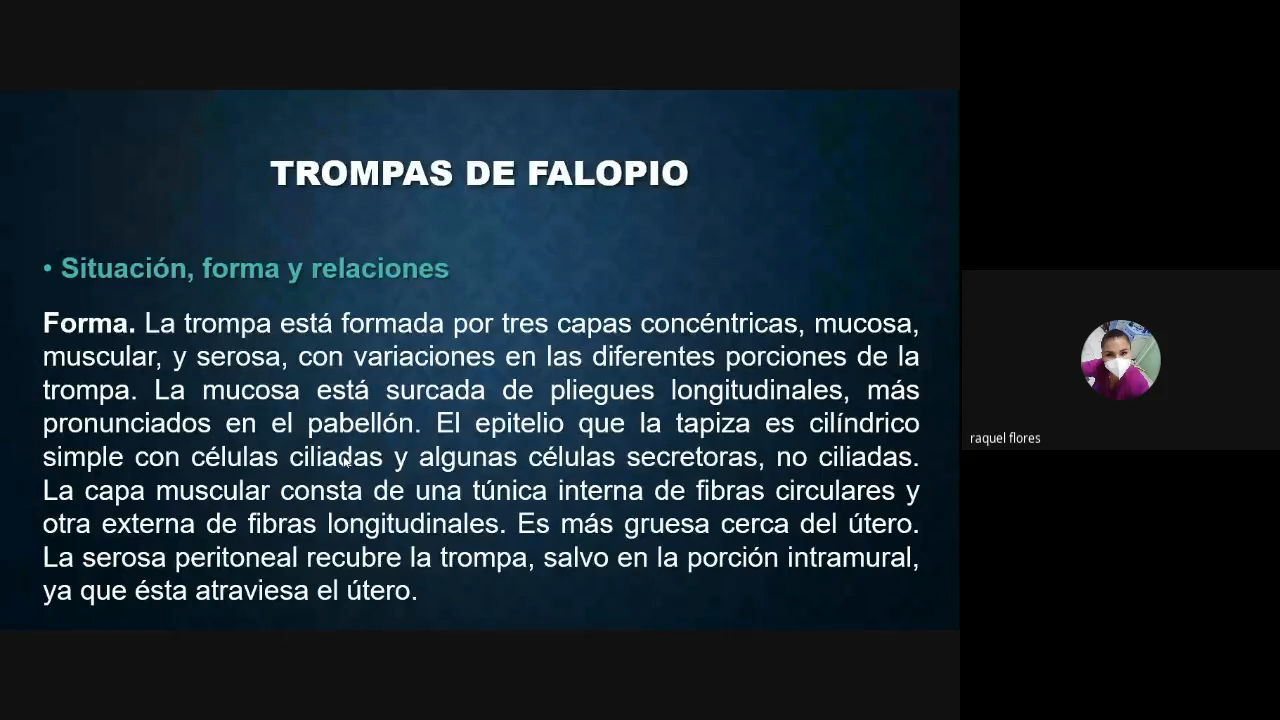 TROMPAS DE FALOPIO
• Situación, forma y relaciones
Forma. La trompa está formada por tres capas concéntricas, mucosa,
muscular, y serosa, con variaciones en las diferentes porciones de la
trompa. La mucosa está surcada de pliegues longitudinales, más
pronunciados en el pabellón. El epitelio que la tapiza es cilíndrico
simple con células ciliadas y algunas células secretoras, no ciliadas.
La capa muscular consta de una túnica interna de fibras circulares y
otra externa de fibras longitudinales. Es más gruesa cerca del útero.
La serosa peritoneal recubre la trompa, salvo en la porción intramural,
ya que ésta atraviesa el útero.
raquel flores